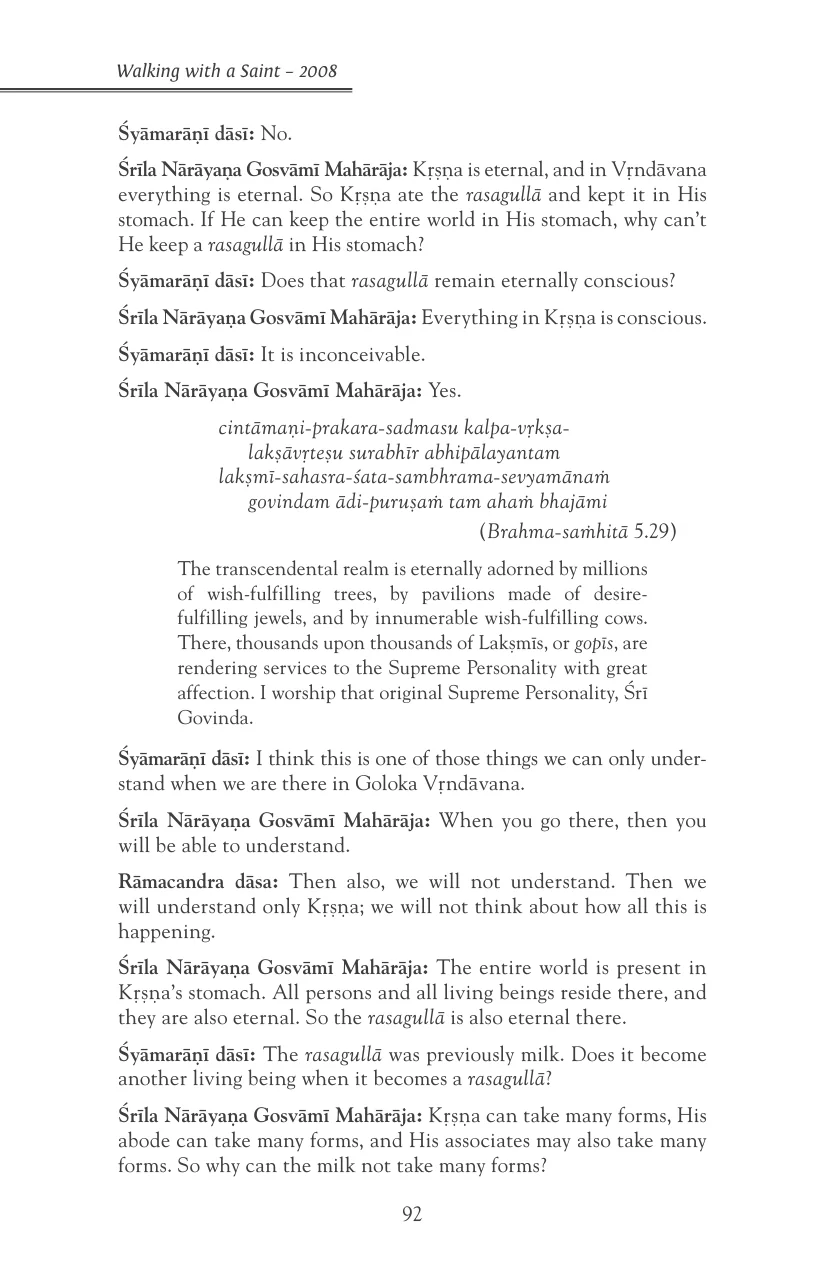 Walking with a Saint – 2008
Śyāmarāṇī dāsī: No.
Śrīla Nārāyaṇa Gosvāmī Mahārāja: Kṛṣṇa is eternal, and in Vṛndāvana
everything is eternal. So Kṛṣṇa ate the rasagullā and kept it in His
stomach. If He can keep the entire world in His stomach, why can’t
He keep a rasagullā in His stomach?
Śyāmarāṇī dāsī: Does that rasagullā remain eternally conscious?
Śrīla Nārāyaṇa Gosvāmī Mahārāja: Everything in Kṛṣṇa is conscious.
Śyāmarāṇī dāsī: It is inconceivable.
Śrīla Nārāyaṇa Gosvāmī Mahārāja: Yes.
cintāmaṇi-prakara-sadmasu kalpa-vṛkṣa-
lakṣāvṛteṣu surabhīr abhipālayantam
lakṣmī-sahasra-śata-sambhrama-sevyamānaṁ
govindam ādi-puruṣaṁ tam ahaṁ bhajāmi
(Brahma-saṁhitā 5.29)
The transcendental realm is eternally adorned by millions
of wish-fulfilling trees, by pavilions made of desire-
fulfilling jewels, and by innumerable wish-fulfilling cows.
There, thousands upon thousands of Lakṣmīs, or gopīs, are
rendering services to the Supreme Personality with great
affection. I worship that original Supreme Personality, Śrī
Govinda.
Śyāmarāṇī dāsī: I think this is one of those things we can only under-
stand when we are there in Goloka Vṛndāvana.
Śrīla Nārāyaṇa Gosvāmī Mahārāja: When you go there, then you
will be able to understand.
Rāmacandra dāsa: Then also, we will not understand. Then we
will understand only Kṛṣṇa; we will not think about how all this is
happening.
Śrīla Nārāyaṇa Gosvāmī Mahārāja: The entire world is present in
Kṛṣṇa’s stomach. All persons and all living beings reside there, and
they are also eternal. So the rasagullā is also eternal there.
Śyāmarāṇī dāsī: The rasagullā was previously milk. Does it become
another living being when it becomes a rasagullā?
Śrīla Nārāyaṇa Gosvāmī Mahārāja: Kṛṣṇa can take many forms, His
abode can take many forms, and His associates may also take many
forms. So why can the milk not take many forms?
92